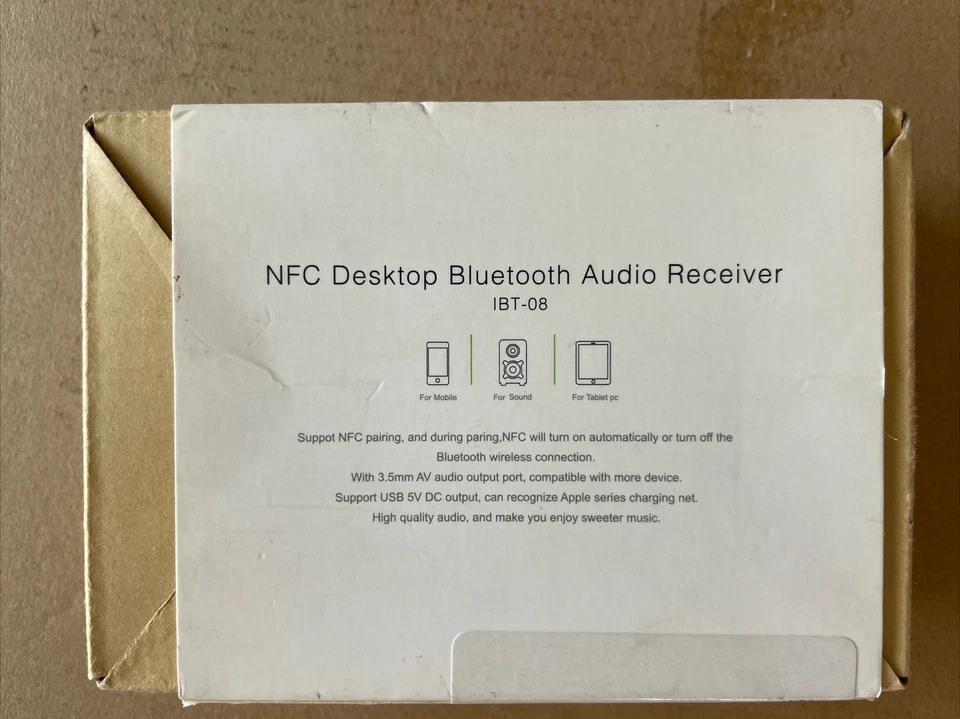 NFC Desktop Bluetooth Audio Receiver
IBT-08
For Mobile For Sound For Tablet pc
Suppot NFC pairing, and during paring,NFC will turn on automatically or turn off the
Bluetooth wireless connection.
With 3.5mm AV audio output port, compatible with more device.
Support USB 5V DC output, can recognize Apple series charging net.
High quality audio, and make you enjoy sweeter music.